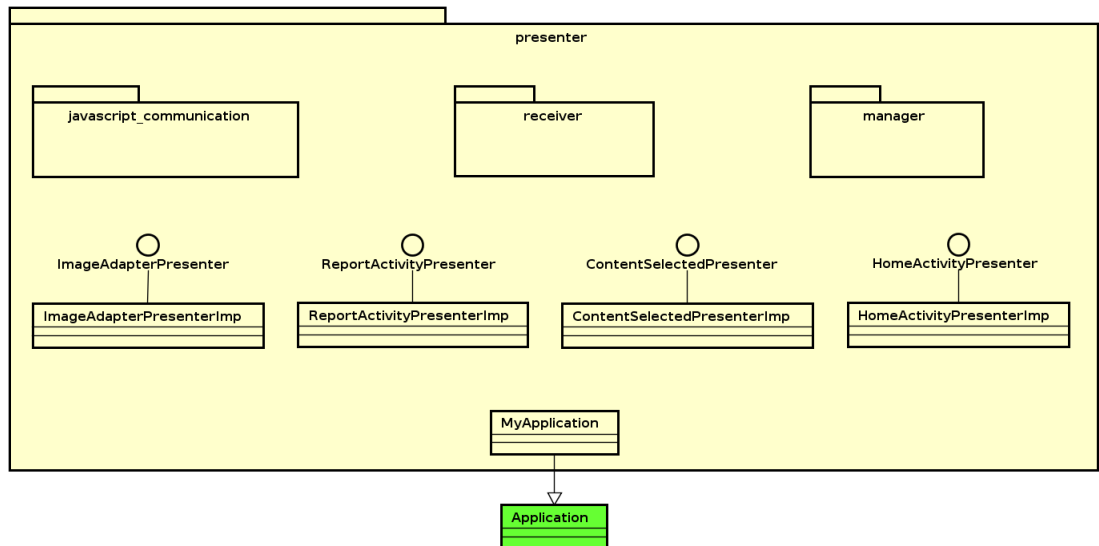 presenter
javascript_communication
receiver
manager
ImageAdapterPresenter
ReportActivityPresenter
ContentSelectedPresenter
HomeActivityPresenter
ImageAdapterPresenterImp
ReportActivityPresenterImp
ContentSelectedPresenterImp
HomeActivityPresenterImp
MyApplication
Application